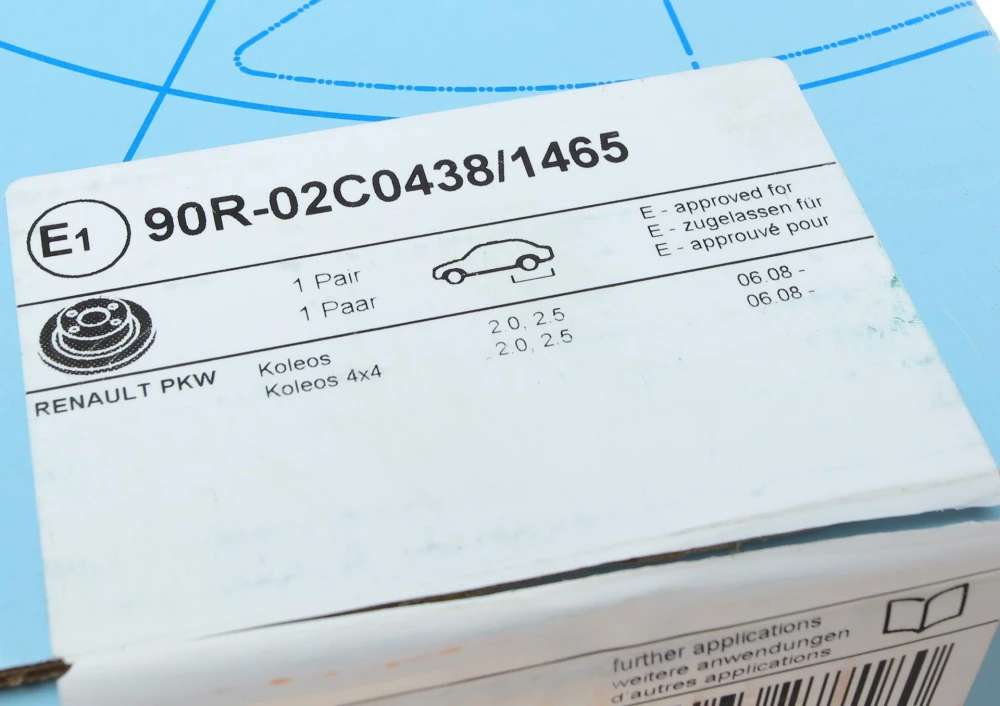 E1 90R-02C0438/1465
E - approved for
E - zugelassen für
E - approuvé pour
1 Pair
1 Paar
RENAULT PKW Koleos 2.0, 2.5 06.08 -
Koleos 4x4 2.0, 2.5 06.08 -
further applications
weitere anwendungen
d'autres applications